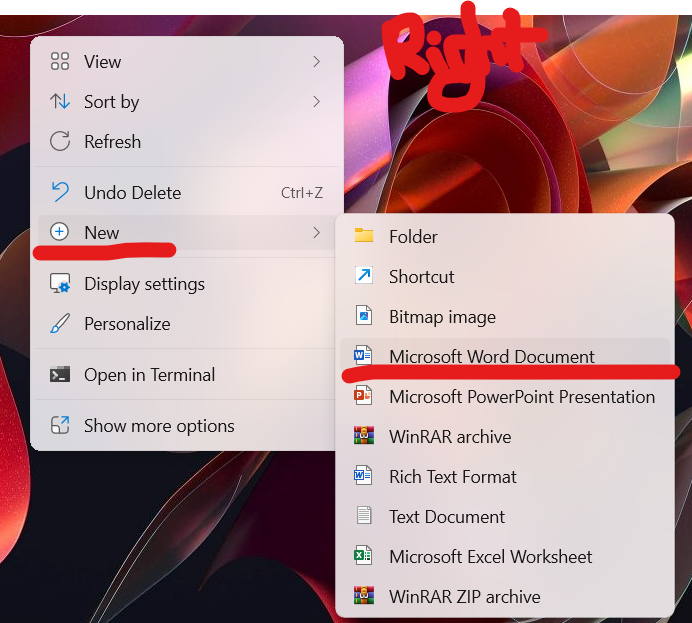 Right
View
Sort by
Refresh
Undo Delete Ctrl+Z
New
Display settings
Personalize
Open in Terminal
Show more options
Folder
Shortcut
Bitmap image
Microsoft Word Document
Microsoft PowerPoint Presentation
WinRAR archive
Rich Text Format
Text Document
Microsoft Excel Worksheet
WinRAR ZIP archive